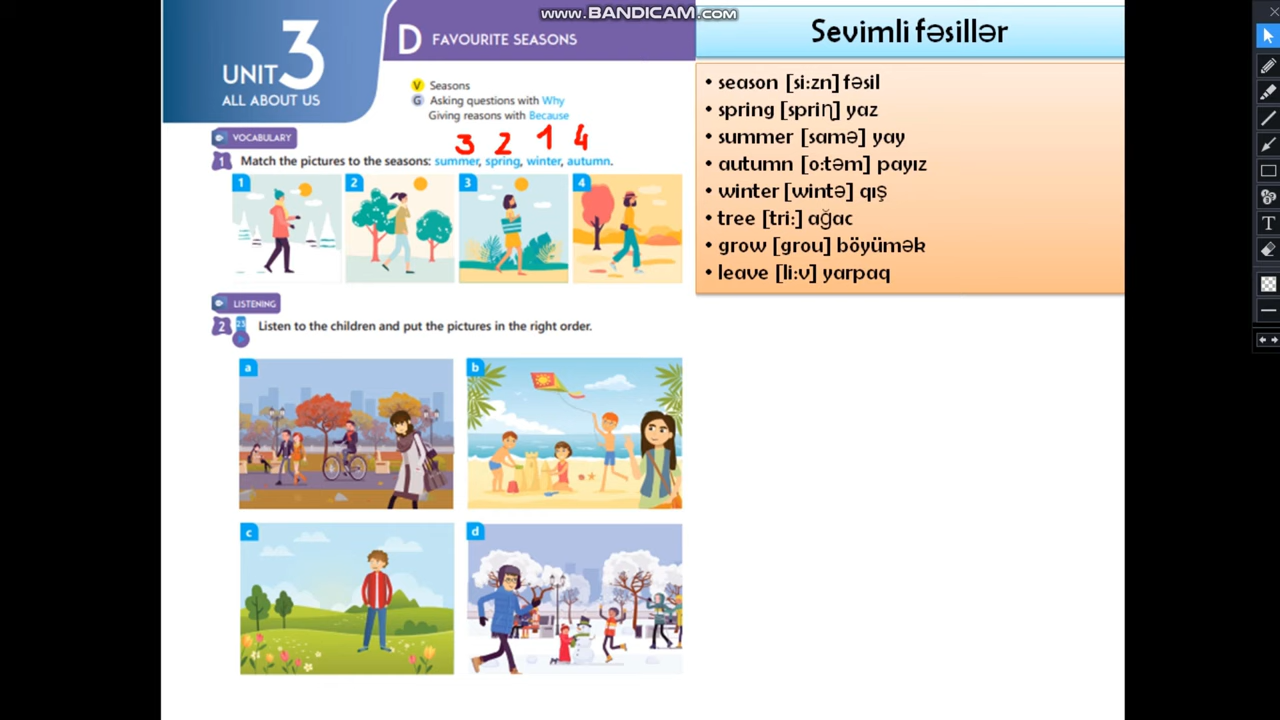 www.BANDICAM.com
UNIT 3
ALL ABOUT US
D FAVOURITE SEASONS
V Seasons
G Asking questions with Why
Giving reasons with Because
VOCABULARY
3 2 1 4
1 Match the pictures to the seasons: summer, spring, winter, autumn.
1 2 3 4
LISTENING
2 23 Listen to the children and put the pictures in the right order.
a b
c d
Sevimli fəsillər
• season [si:zn] fəsil
• spring [spriƞ] yaz
• summer [samə] yay
• autumn [o:təm] payız
• winter [wintə] qış
• tree [tri:] ağac
• grow [grou] böyümək
• leave [li:v] yarpaq